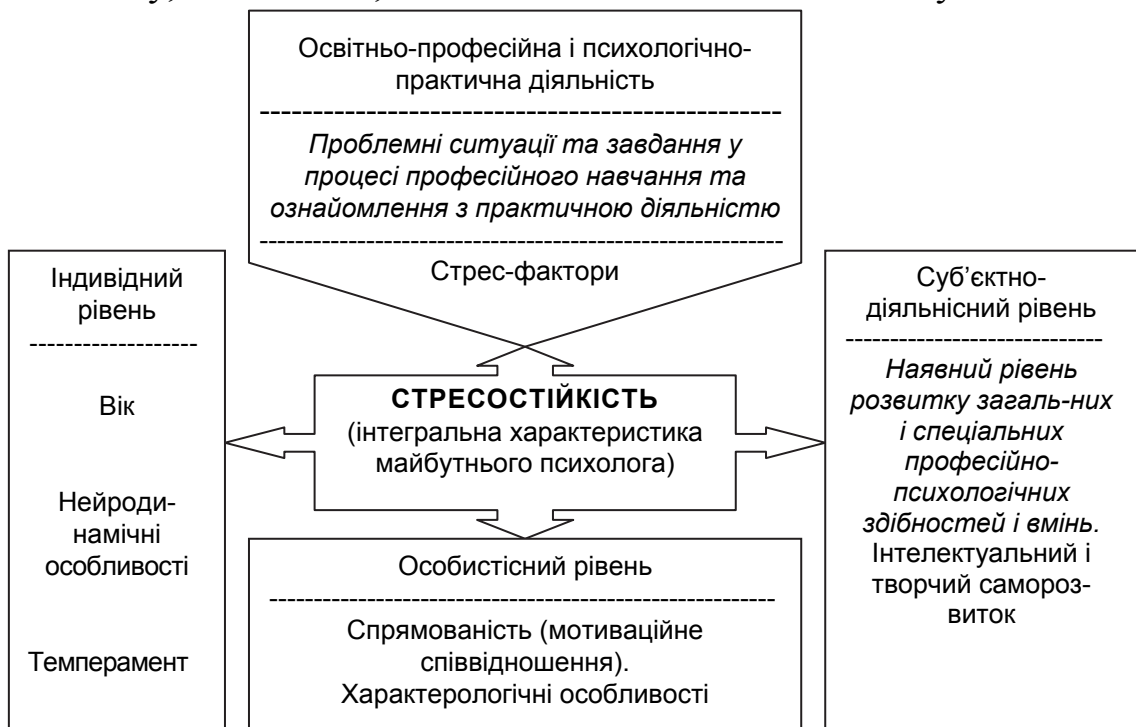 Освітньо-професійна і психологічно-
практична діяльність
Проблемні ситуації та завдання у
процесі професійного навчання та
ознайомлення з практичною діяльністю
Стрес-фактори
Індивідний
рівень
Вік
Нейроди-
намічні
особливості
Темперамент
СТРЕСОСТІЙКІСТЬ
(інтегральна характеристика
майбутнього психолога)
Суб’єктно-
діяльнісний рівень
Наявний рівень
розвитку загаль-них
і спеціальних
професійно-
психологічних
здібностей і вмінь.
Інтелектуальний і
творчий самороз-
виток
Особистісний рівень
Спрямованість (мотиваційне
співвідношення).
Характерологічні особливості